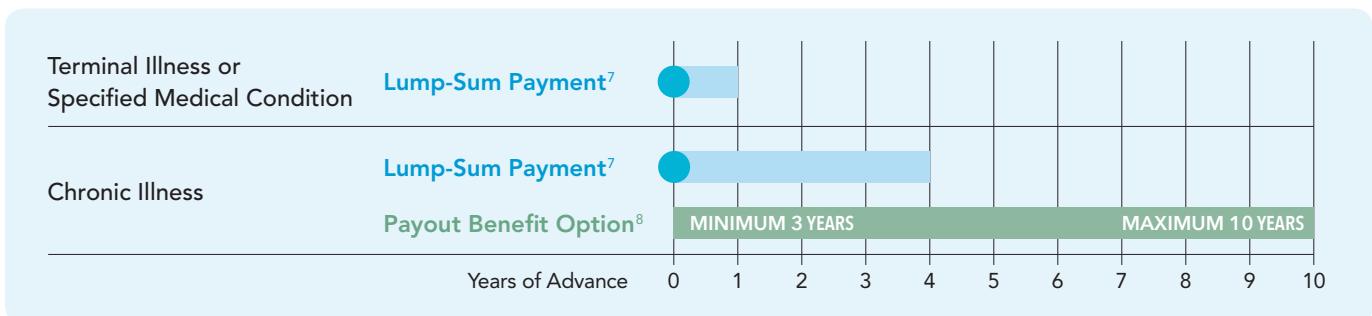 Terminal Illness or
Specified Medical Condition
Lump-Sum Payment7
Chronic Illness
Lump-Sum Payment7
Payout Benefit Option8
MINIMUM 3 YEARS
MAXIMUM 10 YEARS
Years of Advance
0 1 2 3 4 5 6 7 8 9 10